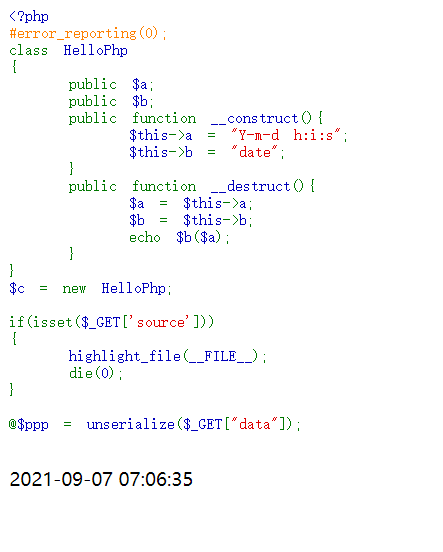 <?php
#error_reporting(0);
class HelloPhp
{
public $a;
public $b;
public function __construct(){
$this->a = "Y-m-d h:i:s";
$this->b = "date";
}
public function __destruct(){
$a = $this->a;
$b = $this->b;
echo $b($a);
}
}
$c = new HelloPhp;
if(isset($_GET['source']))
{
highlight_file(__FILE__);
die(0);
}
@$ppp = unserialize($_GET["data"]);
2021-09-07 07:06:35